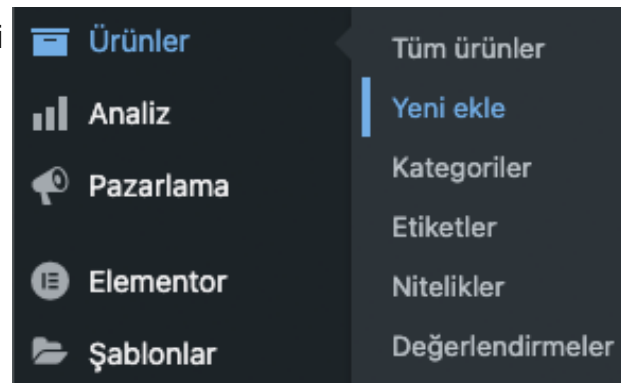 i
Ürünler
Analiz
Pazarlama
Elementor
Şablonlar
Tüm ürünler
Yeni ekle
Kategoriler
Etiketler
Nitelikler
Değerlendirmeler